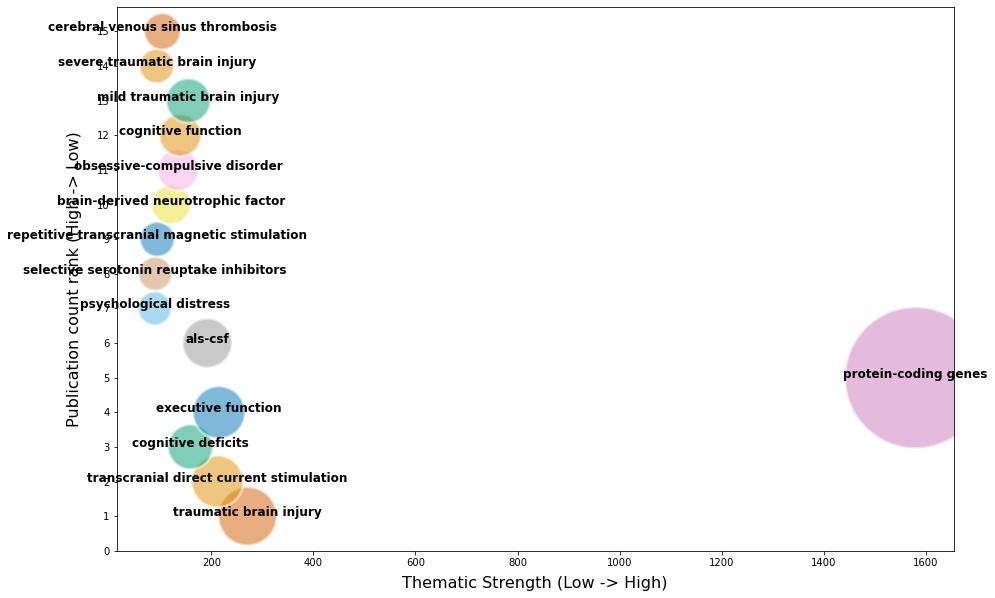 15 cerebral venous sinus thrombosis
14 severe traumatic brain injury
13 mild traumatic brain injury
12 cognitive function
11 obsessive-compulsive disorder
10 brain-derived neurotrophic factor
9 repetitive transcranial magnetic stimulation
8 selective serotonin reuptake inhibitors
7 psychological distress
6 als-csf
5 protein-coding genes
4 executive function
3 cognitive deficits
2 transcranial direct current stimulation
1 traumatic brain injury
0
200 400 600 800 1000 1200 1400 1600
Thematic Strength (Low -> High)
Publication count rank (High -> Low)